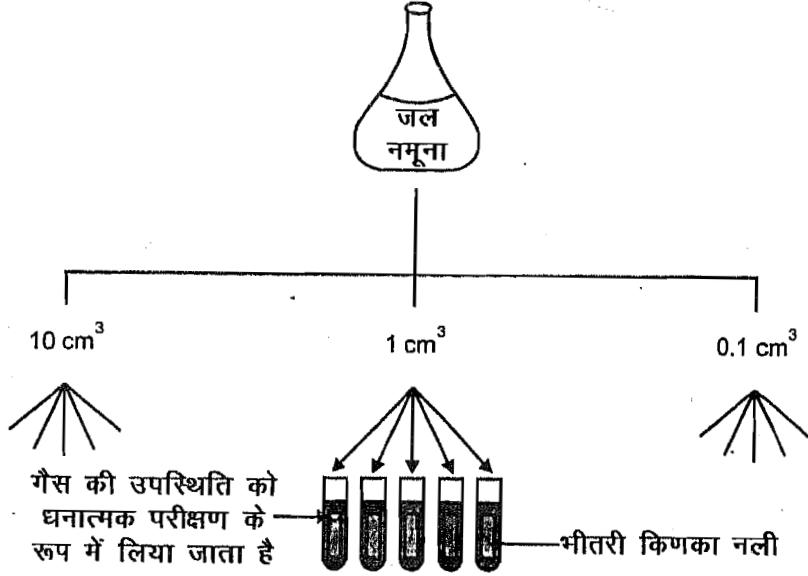 जल
नमूना
10 cm³
1 cm³
0.1 cm³
गैस की उपस्थिति को
धनात्मक परीक्षण के
रूप में लिया जाता है
भीतरी किणका नली